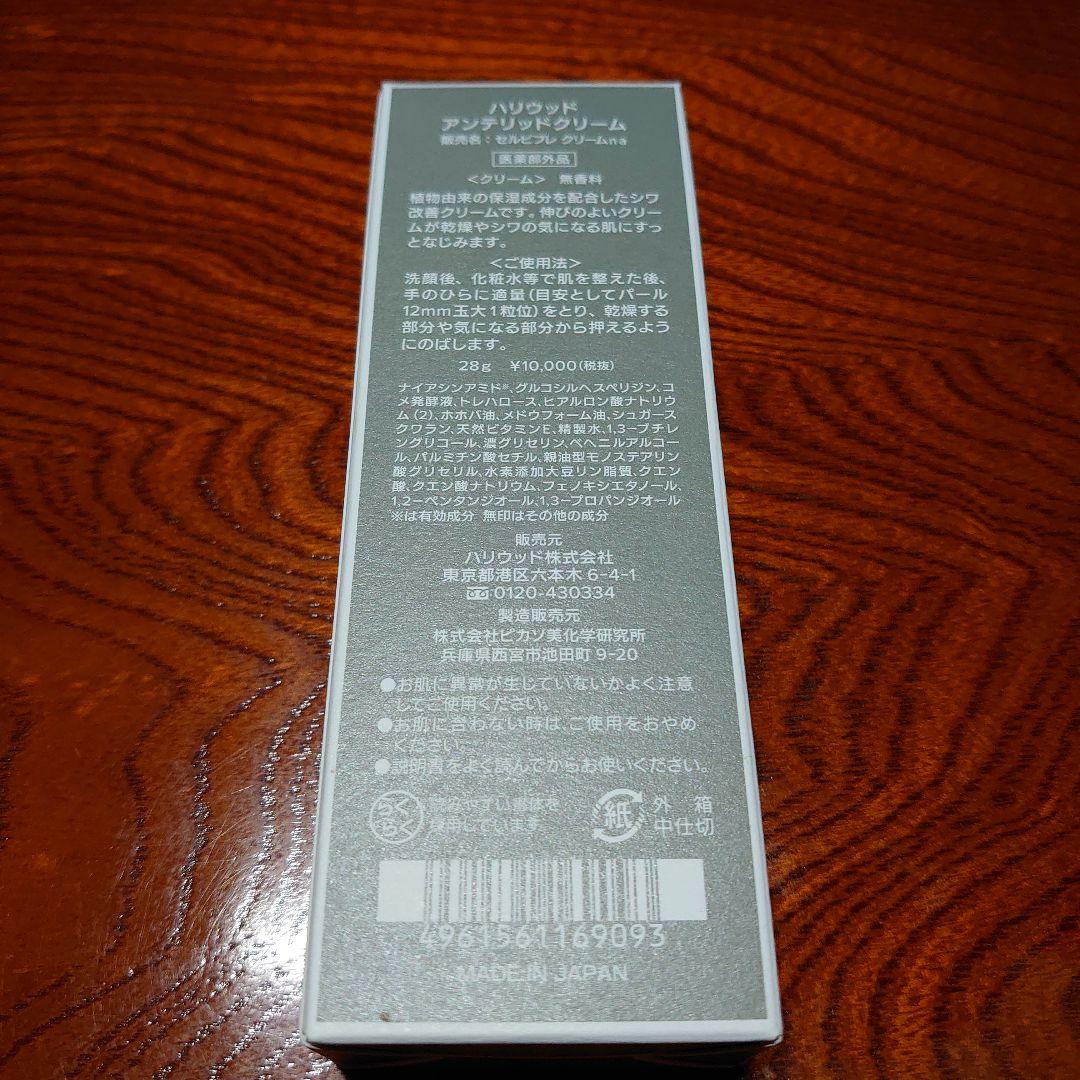 ハリウッド
アンテリッドクリーム
販売名：セルビフレ クリームna
医薬部外品
＜クリーム＞ 無香料
植物由来の保湿成分を配合したシワ
改善クリームです。伸びのよいクリー
ムが乾燥やシワの気になる肌にすっ
となじみます。
＜ご使用法＞
洗顔後、化粧水等で肌を整えた後、
手のひらに適量（目安としてパール
12mm玉大1粒位）をとり、乾燥する
部分や気になる部分から押えるよう
にのばします。
28g ¥10,000（税抜）
ナイアシンアミド※、グルコシルヘスペリジン、コ
メ発酵液、トレハロース、ヒアルロン酸ナトリウ
ム（2）、ホホバ油、メドウフォーム油、シュガース
クワラン、天然ビタミンE、精製水、1,3-ブチレ
ングリコール、濃グリセリン、ベヘニルアルコー
ル、パルミチン酸セチル、親油型モノステアリン
酸グリセリル、水素添加大豆リン脂質、クエン
酸、クエン酸ナトリウム、フェノキシエタノール、
1,2-ペンタンジオール、1,3-プロパンジオール
※は有効成分 無印はその他の成分
販売元
ハリウッド株式会社
東京都港区六本木6-4-1
0120-430334
製造販売元
株式会社ピカソ美化学研究所
兵庫県西宮市池田町9-20
●お肌に異常が生じていないかよく注意
してご使用ください。
●お肌に合わない時は、ご使用をおやめ
ください。
●説明書をよく読んでからお使いください
らくらく 読みやすい書体を
使用しています
紙 外 箱
中仕切
4961561169093
MADE IN JAPAN